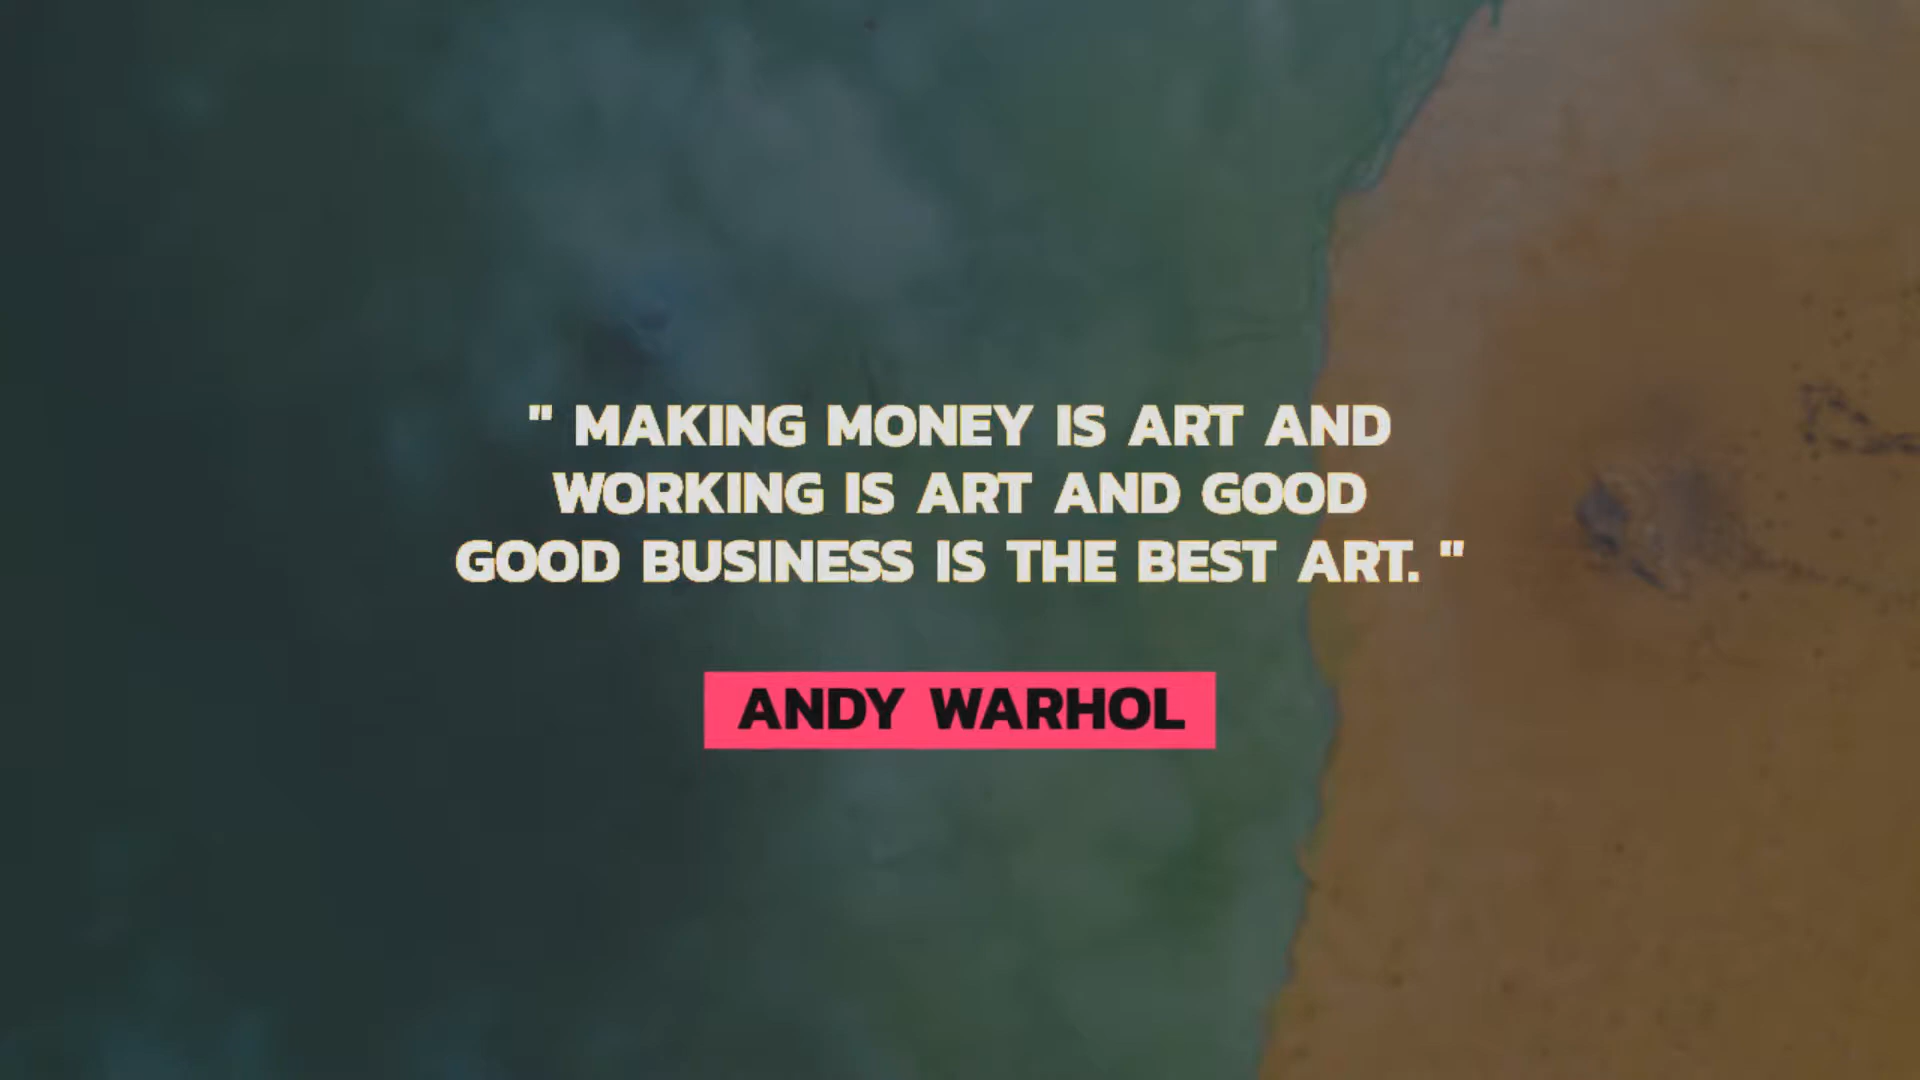 " MAKING MONEY IS ART AND
WORKING IS ART AND GOOD
GOOD BUSINESS IS THE BEST ART. "
ANDY WARHOL